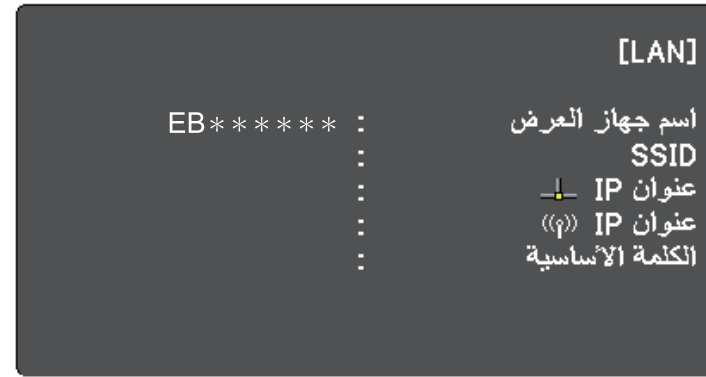 [LAN]
اسم جهاز العرض : EB******
SSID :
عنوان IP :
عنوان IP :
الكلمة الأساسية :